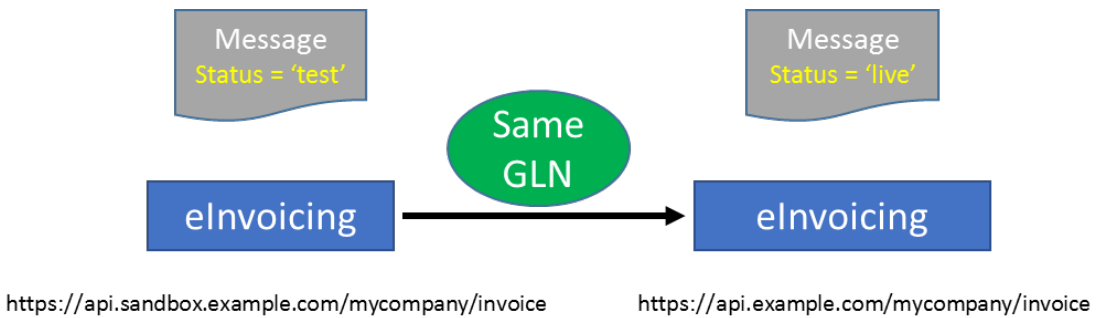 Message
Status = ‘test’
Message
Status = ‘live’
Same
GLN
eInvoicing
eInvoicing
https://api.sandbox.example.com/mycompany/invoice
https://api.example.com/mycompany/invoice